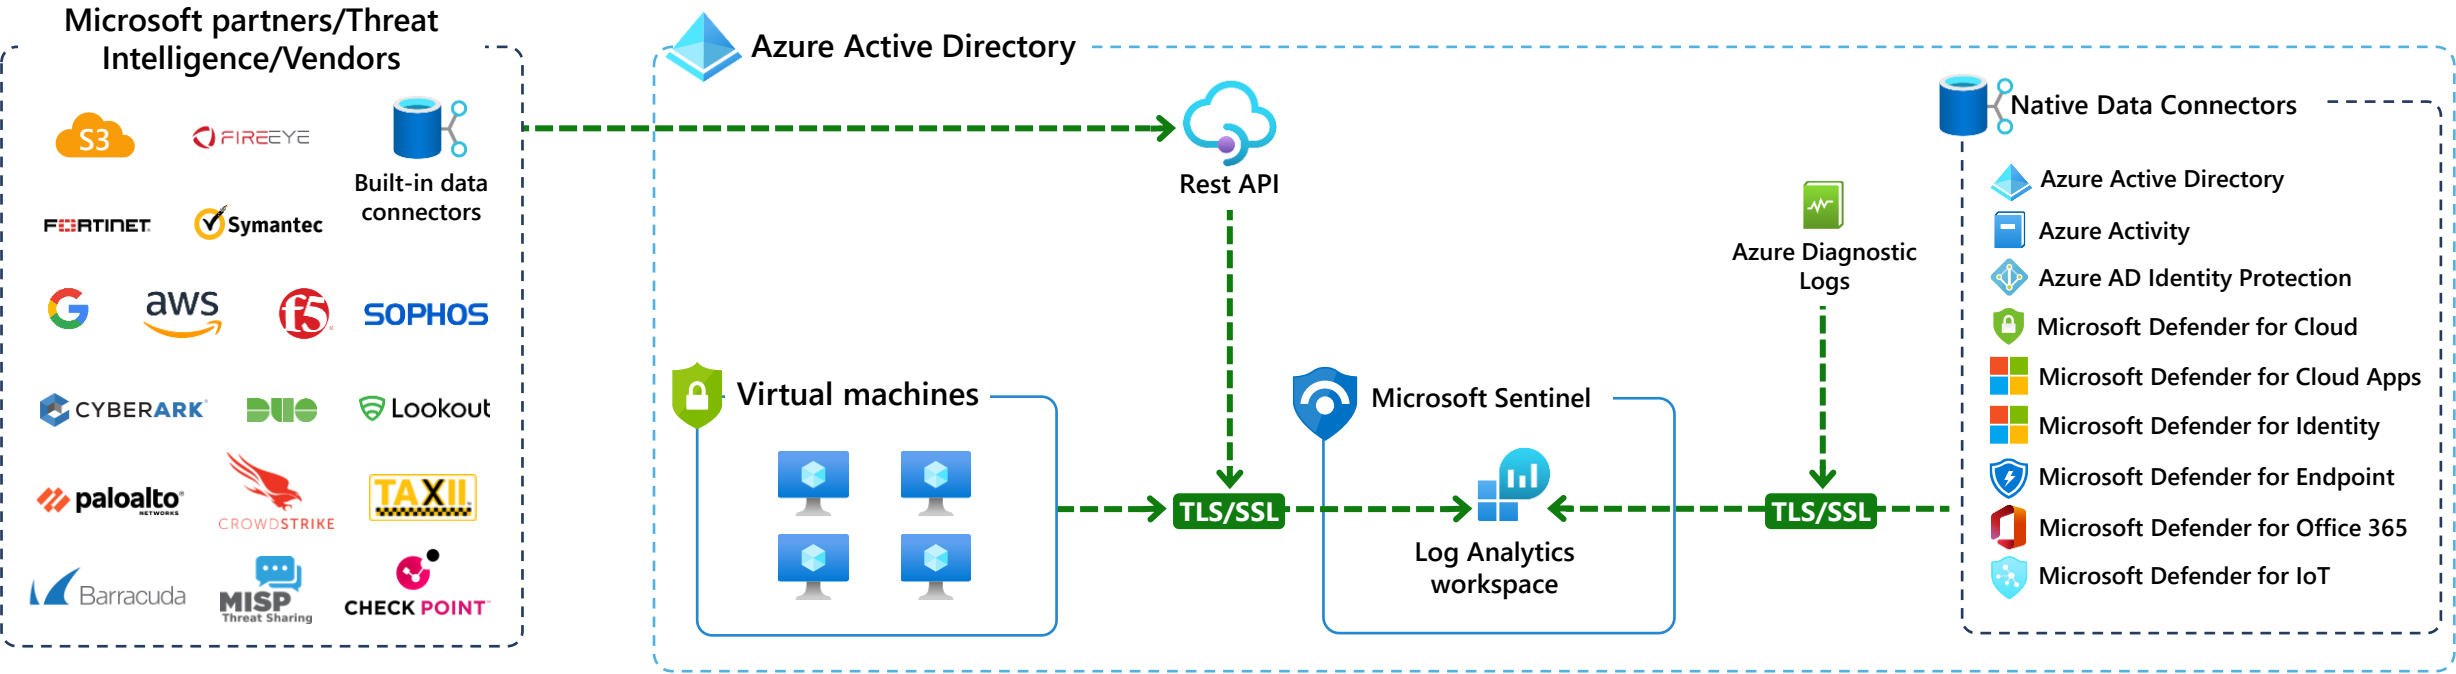 Microsoft partners/Threat
Intelligence/Vendors
S3
FIREEYE
Built-in data
connectors
FORTINET
Symantec
G
aws
f5
SOPHOS
CYBERARK®
DUO
Lookout
paloalto®
NETWORKS
CROWDSTRIKE
TAXII
Barracuda
MISP
Threat Sharing
CHECK POINT™
Azure Active Directory
Rest API
Virtual machines
TLS/SSL
Microsoft Sentinel
Log Analytics
workspace
Azure Diagnostic
Logs
TLS/SSL
Native Data Connectors
Azure Active Directory
Azure Activity
Azure AD Identity Protection
Microsoft Defender for Cloud
Microsoft Defender for Cloud Apps
Microsoft Defender for Identity
Microsoft Defender for Endpoint
Microsoft Defender for Office 365
Microsoft Defender for IoT